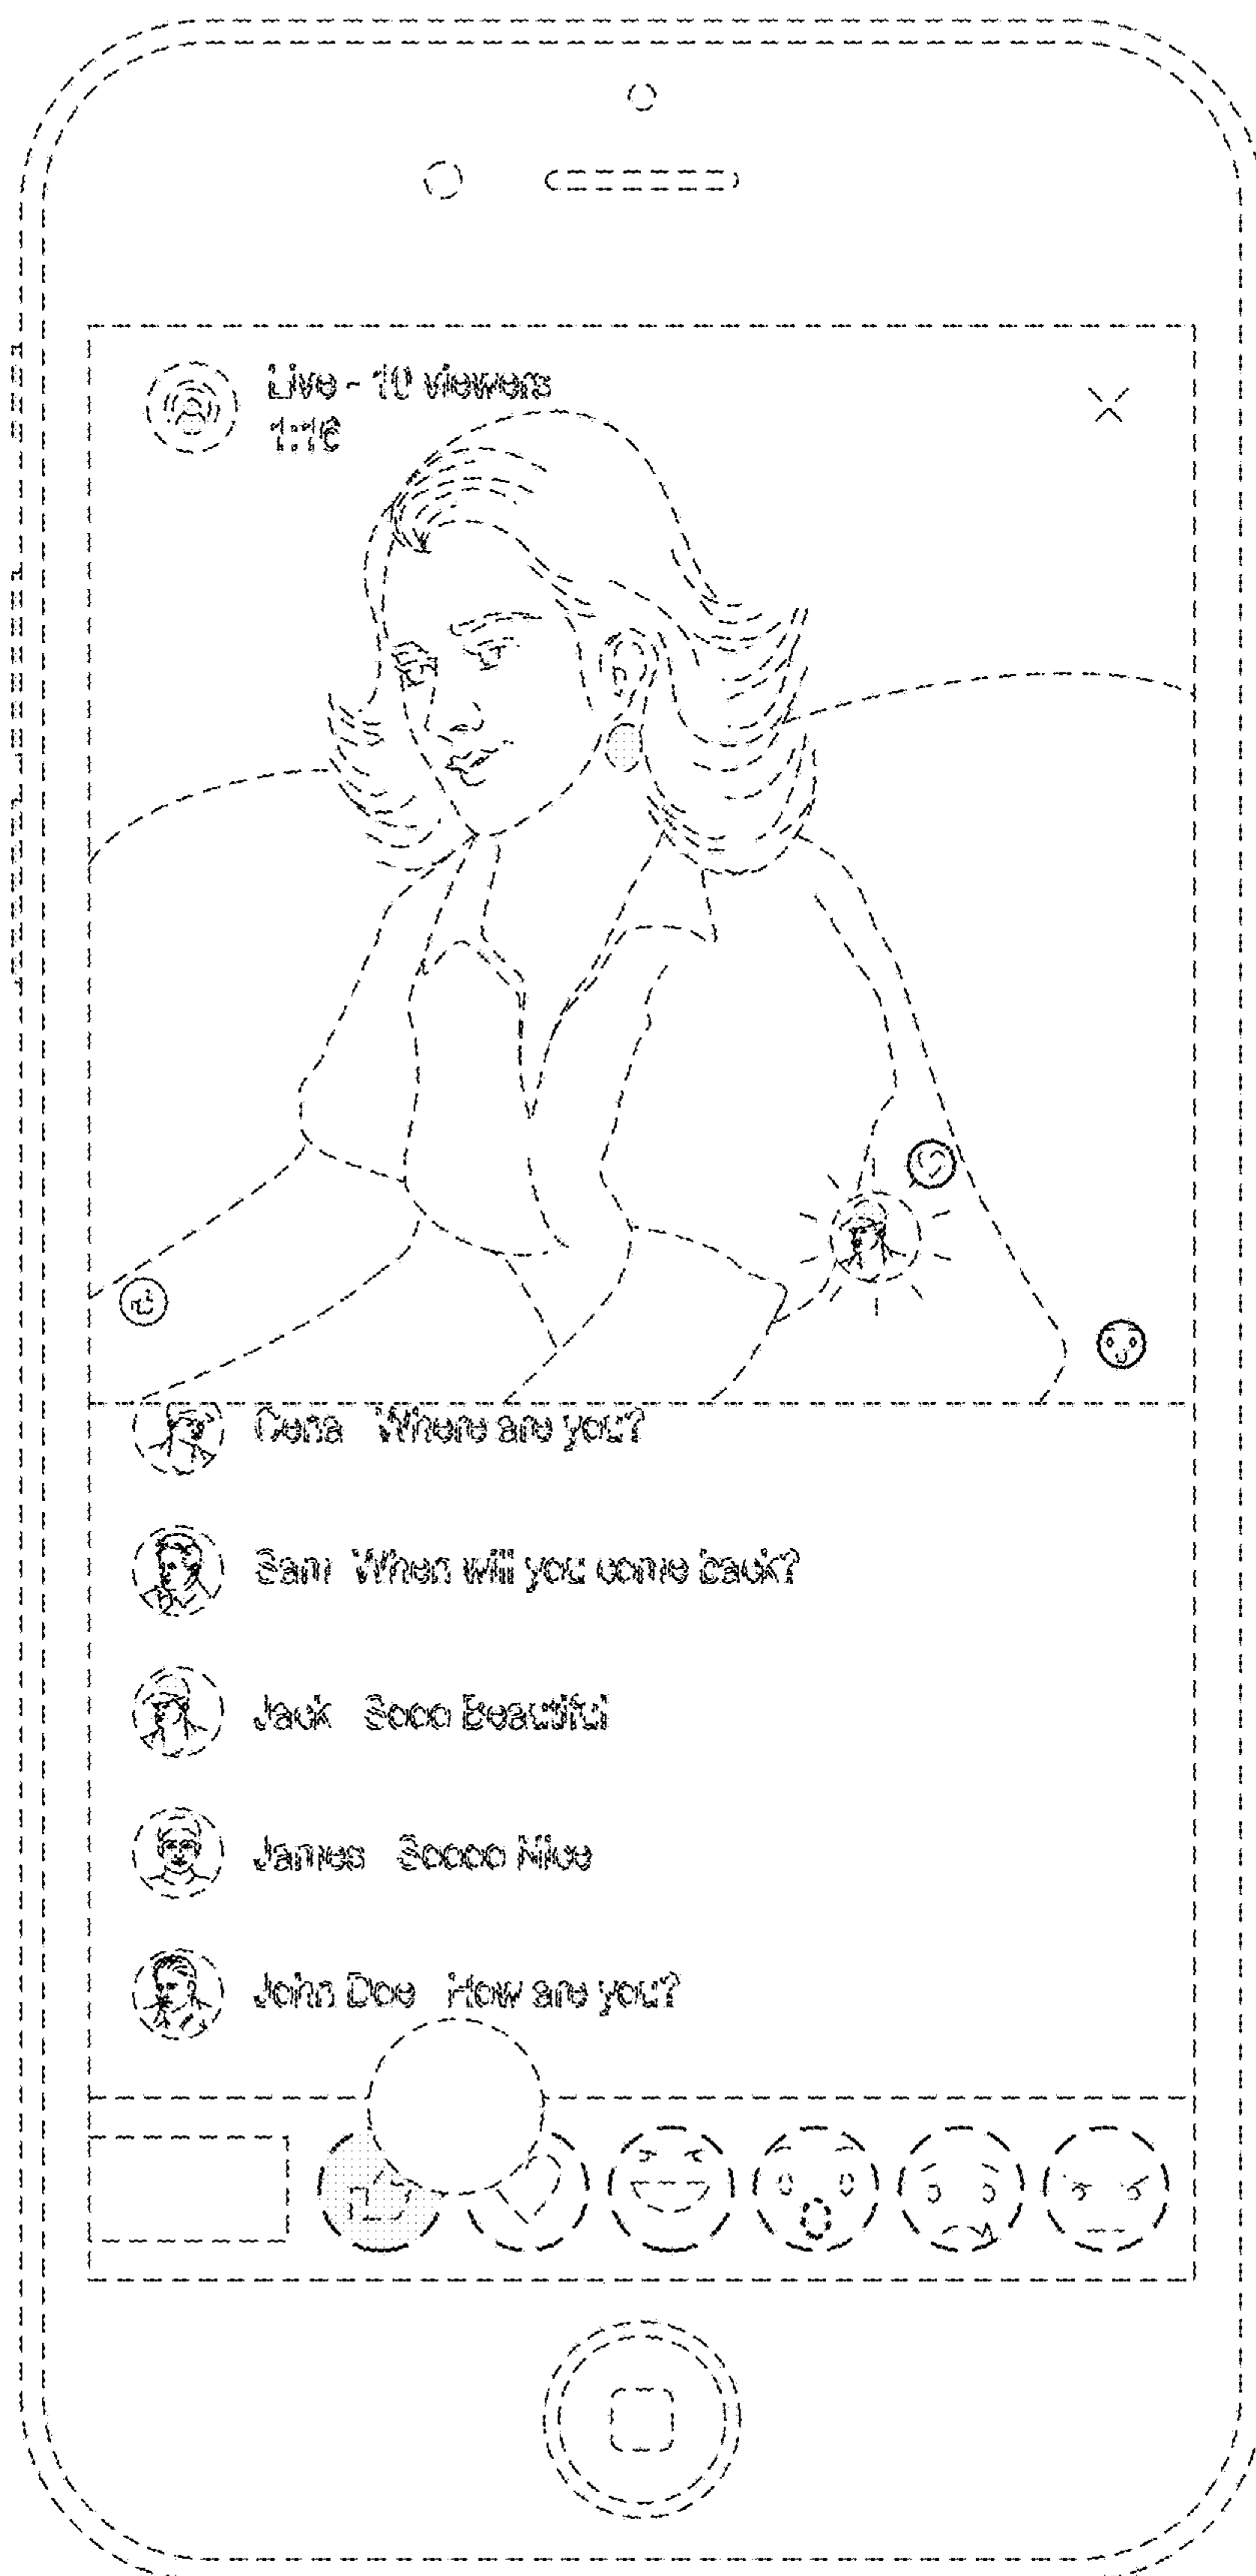 Live - 10 viewers
1:16
Cena Where are you?
Sam When will you come back?
Jack Sooo Beautiful
James Soooo Nice
John Doe How are you?